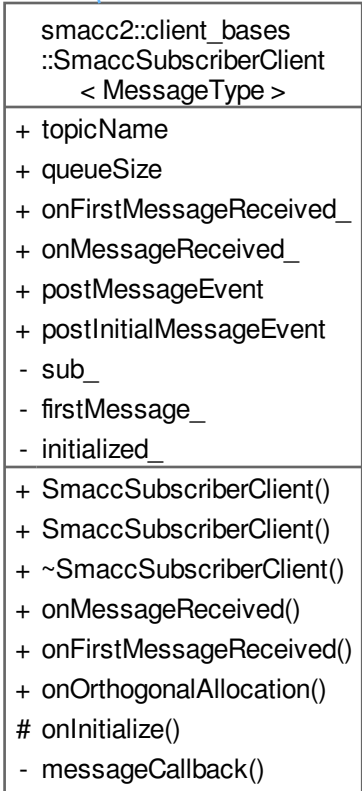 smacc2::client_bases
::SmaccSubscriberClient
< MessageType >
+ topicName
+ queueSize
+ onFirstMessageReceived_
+ onMessageReceived_
+ postMessageEvent
+ postInitialMessageEvent
- sub_
- firstMessage_
- initialized_
+ SmaccSubscriberClient()
+ SmaccSubscriberClient()
+ ~SmaccSubscriberClient()
+ onMessageReceived()
+ onFirstMessageReceived()
+ onOrthogonalAllocation()
# onInitialize()
- messageCallback()